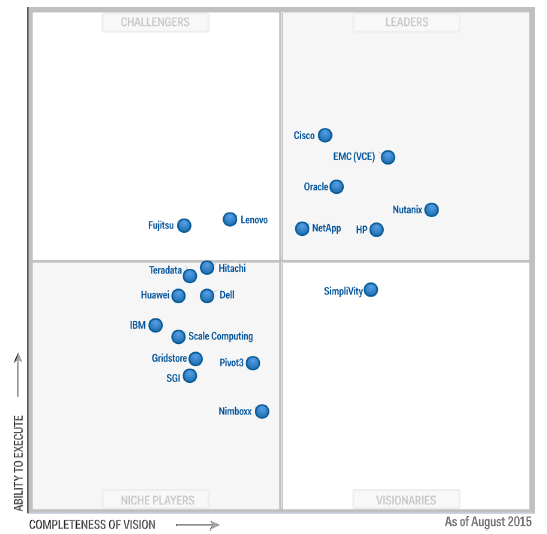 CHALLENGERS
LEADERS
Cisco
EMC (VCE)
Oracle
Nutanix
Lenovo
Fujitsu
NetApp
HP
Teradata
Hitachi
Huawei
Dell
SimpliVity
IBM
Scale Computing
Gridstore
Pivot3
SGI
Nimboxx
ABILITY TO EXECUTE
NICHE PLAYERS
VISIONARIES
COMPLETENESS OF VISION
As of August 2015